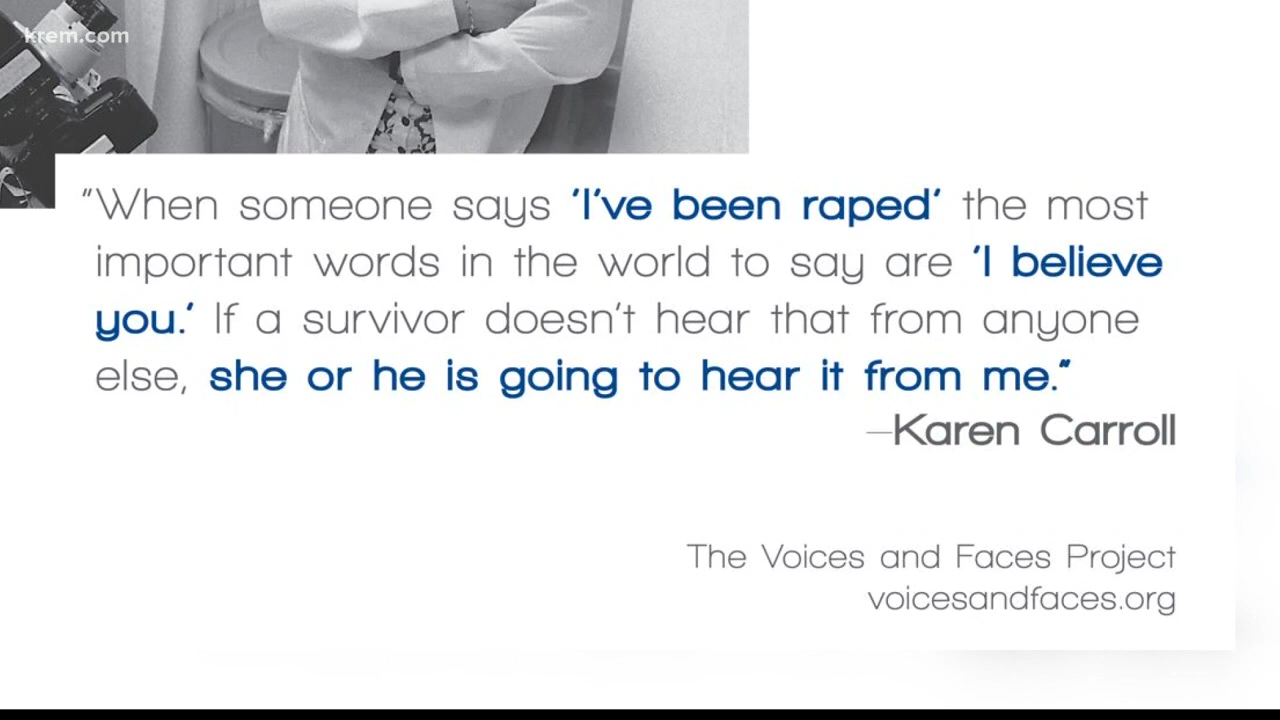 krem.com
“When someone says ‘I’ve been raped’ the most
important words in the world to say are ‘I believe
you.’ If a survivor doesn’t hear that from anyone
else, she or he is going to hear it from me.”
—Karen Carroll
The Voices and Faces Project
voicesandfaces.org